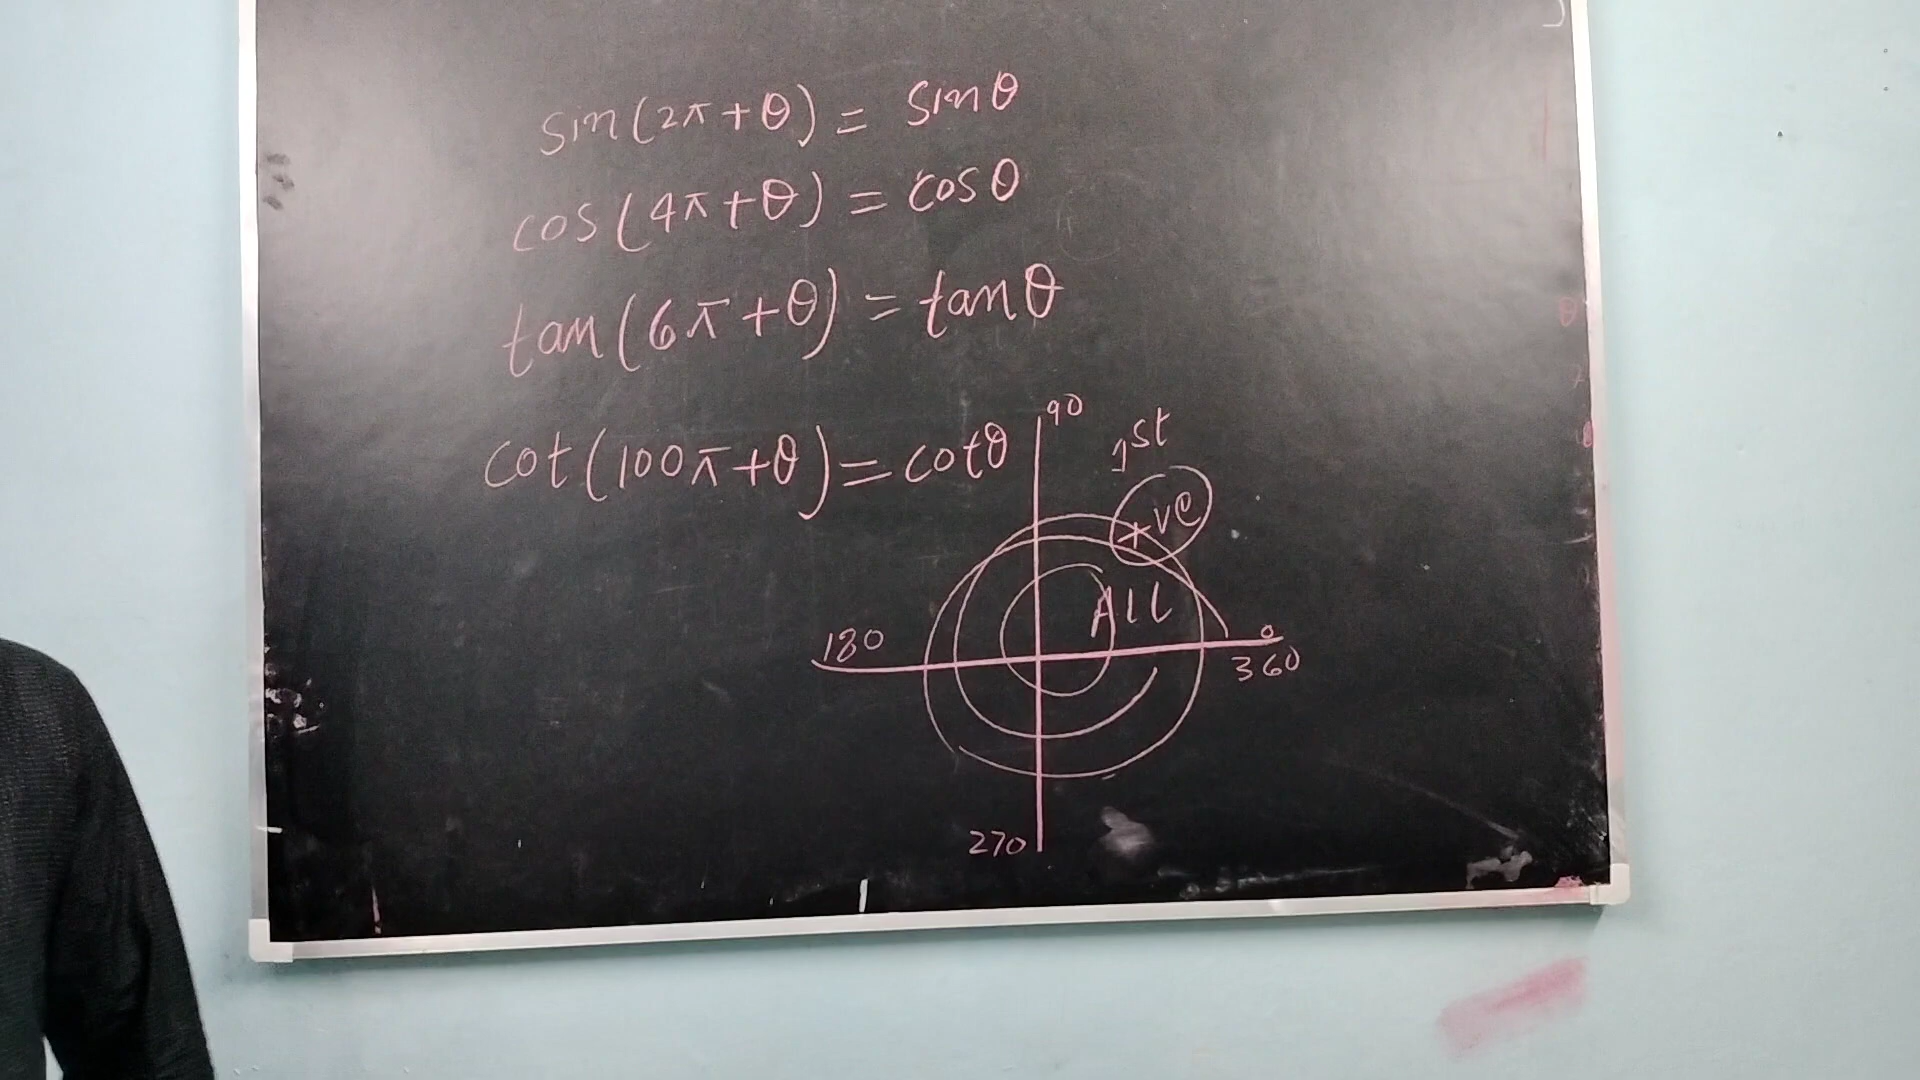 sin(2π+θ) = sinθ
cos(4π+θ) = cosθ
tan(6π+θ) = tanθ
cot(100π+θ) = cotθ
90
1st
+ve
All
180
0
360
270